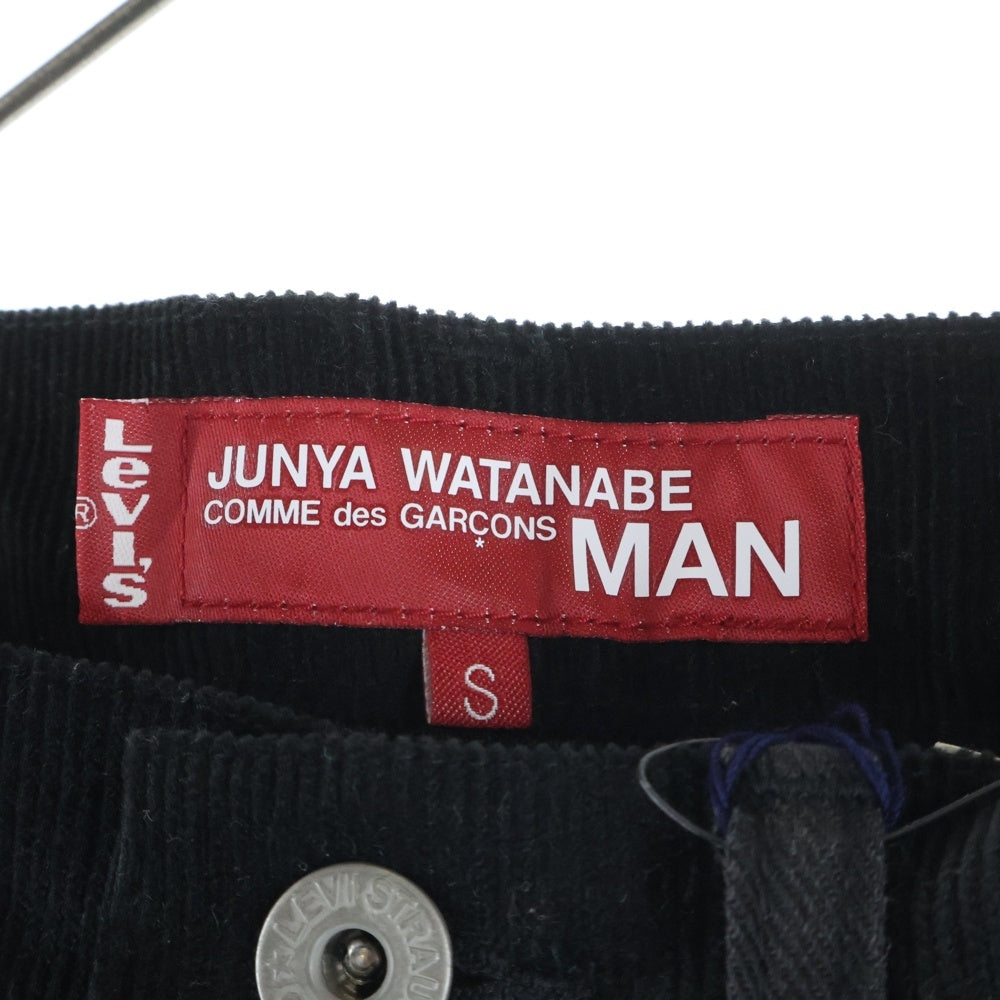 Levi's
®
JUNYA WATANABE
COMME des GARÇONS
MAN
S
LEVI STRAU